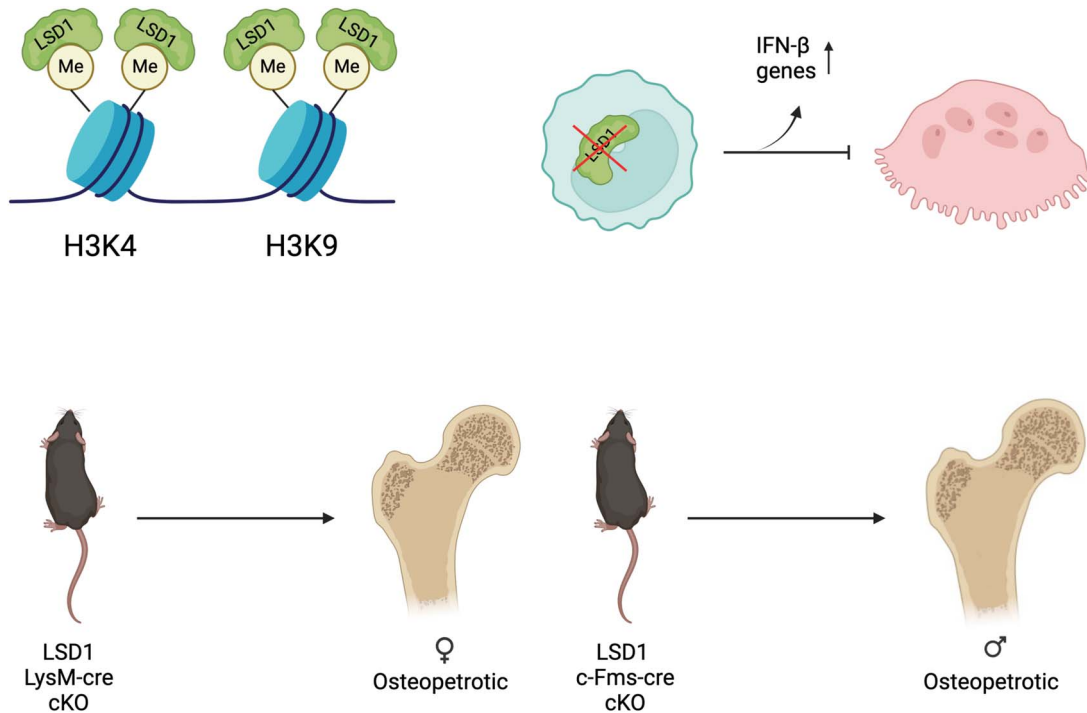 LSD1 LSD1 LSD1 LSD1
Me Me Me Me
H3K4 H3K9
IFN-β
genes
LSD1
LSD1
LysM-cre
cKO
♀
Osteopetrotic
LSD1
c-Fms-cre
cKO
♂
Osteopetrotic